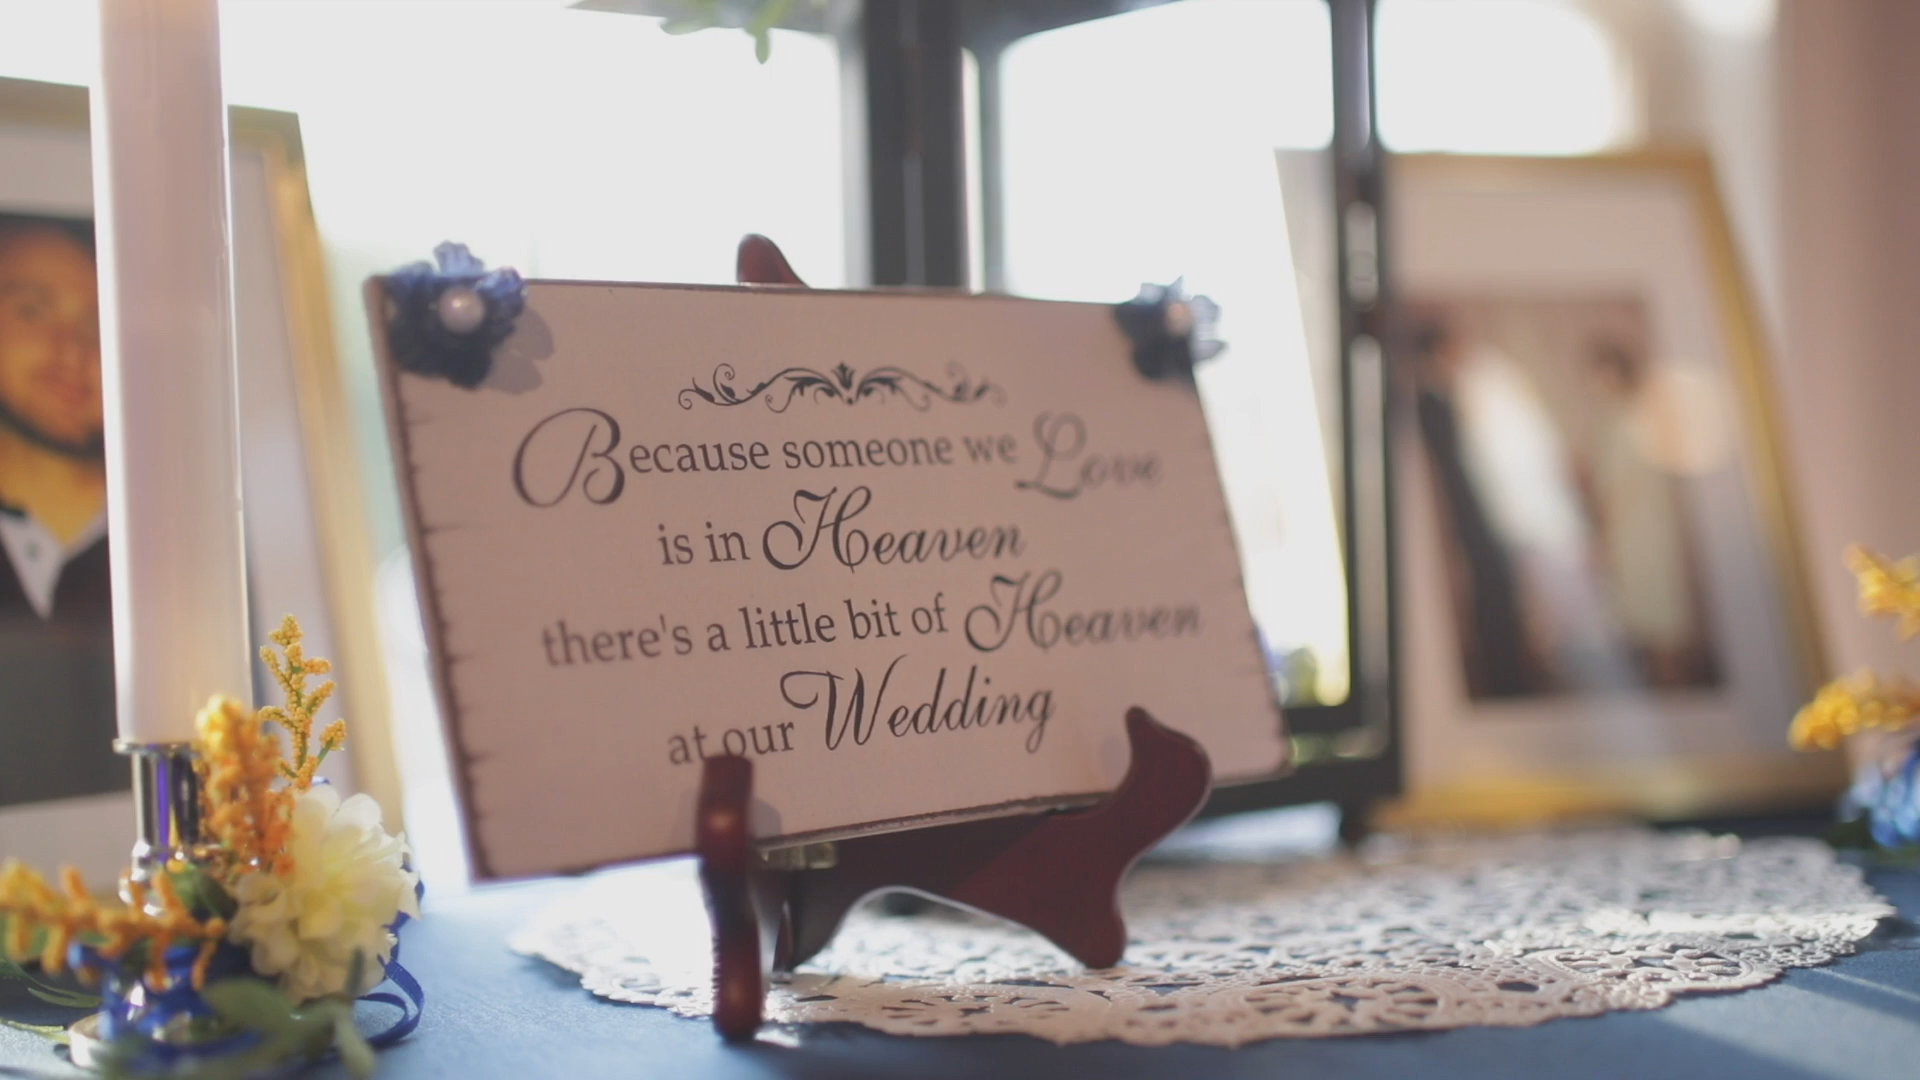 Because someone we Love
is in Heaven
there's a little bit of Heaven
at our Wedding